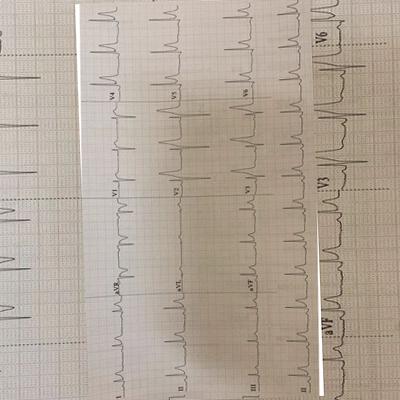 I aVR V1 V4
II aVL V2 V5
III aVF V3 V6
II
aVF V3 V6